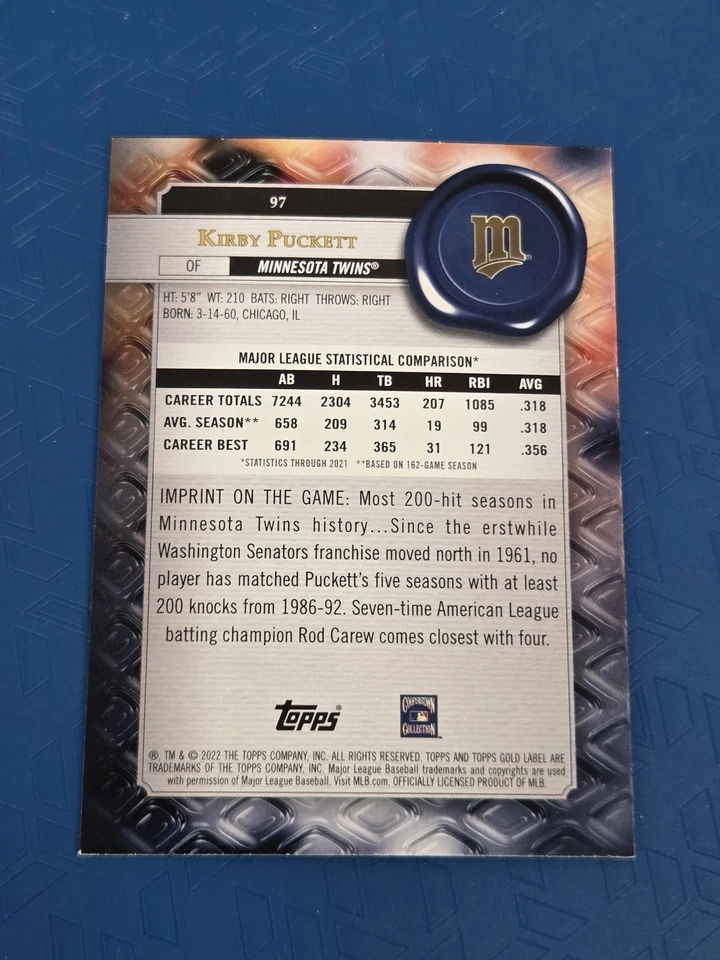 97
KIRBY PUCKETT
OF MINNESOTA TWINS®
m®
HT: 5'8" WT: 210 BATS: RIGHT THROWS: RIGHT
BORN: 3-14-60, CHICAGO, IL
MAJOR LEAGUE STATISTICAL COMPARISON*
AB H TB HR RBI AVG
CAREER TOTALS 7244 2304 3453 207 1085 .318
AVG. SEASON** 658 209 314 19 99 .318
CAREER BEST 691 234 365 31 121 .356
*STATISTICS THROUGH 2021 **BASED ON 162-GAME SEASON
IMPRINT ON THE GAME: Most 200-hit seasons in
Minnesota Twins history...Since the erstwhile
Washington Senators franchise moved north in 1961, no
player has matched Puckett's five seasons with at least
200 knocks from 1986-92. Seven-time American League
batting champion Rod Carew comes closest with four.
TOPPS®
COOPERSTOWN
COLLECTION
®, TM & © 2022 THE TOPPS COMPANY, INC. ALL RIGHTS RESERVED. TOPPS AND TOPPS GOLD LABEL ARE
TRADEMARKS OF THE TOPPS COMPANY, INC. Major League Baseball trademarks and copyrights are used
with permission of Major League Baseball. Visit MLB.com. OFFICIALLY LICENSED PRODUCT OF MLB.